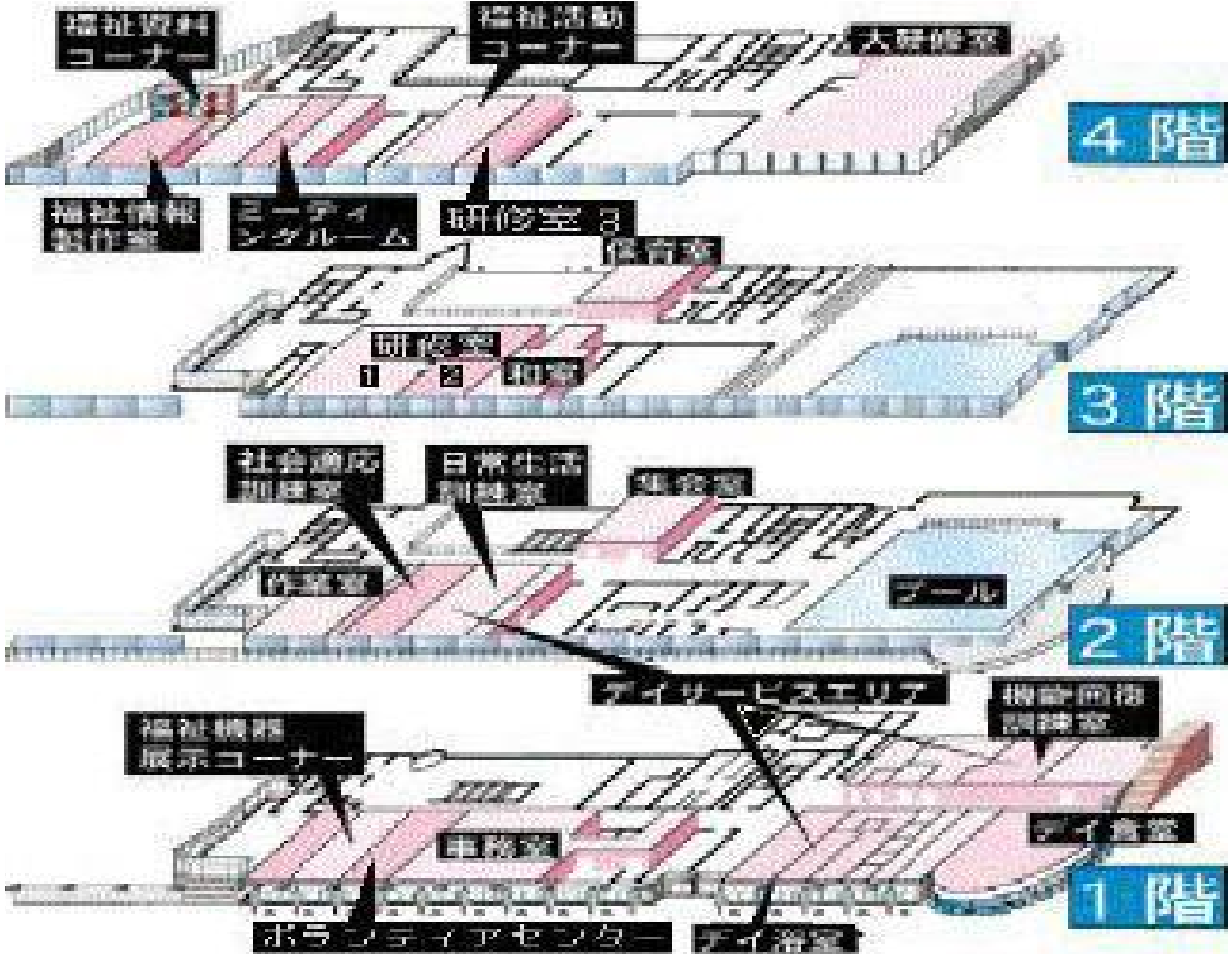 福祉資料
コーナー
福祉活動
コーナー
大研修室
4階
福祉情報
製作室
ミーティ
ングルーム
研修室 3
保育室
研修室
1
2
和室
3階
社会適応
訓練室
日常生活
訓練室
集会室
作業室
プール
2階
デイサービスエリア
機能回復
訓練室
福祉機器
展示コーナー
事務室
デイ食堂
1階
ボランティアセンター
デイ浴室